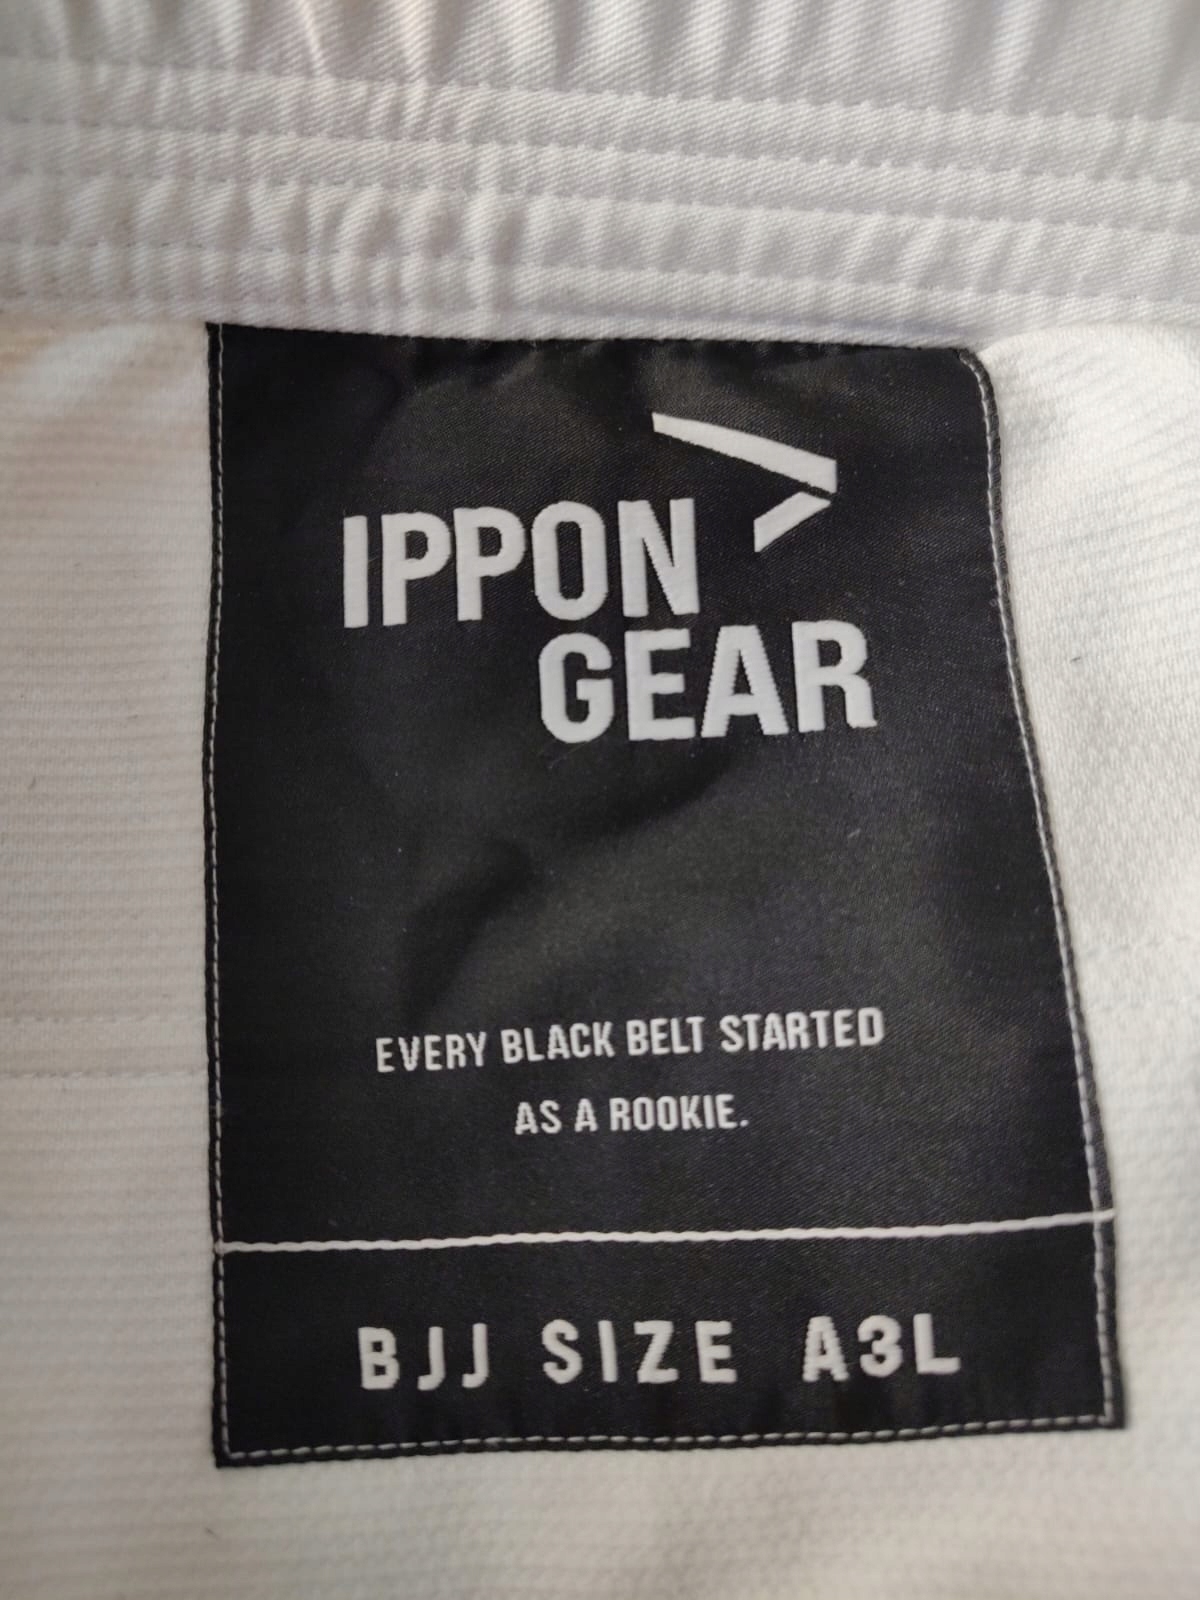 IPPON
GEAR
EVERY BLACK BELT STARTED
AS A ROOKIE.
BJJ SIZE A3L